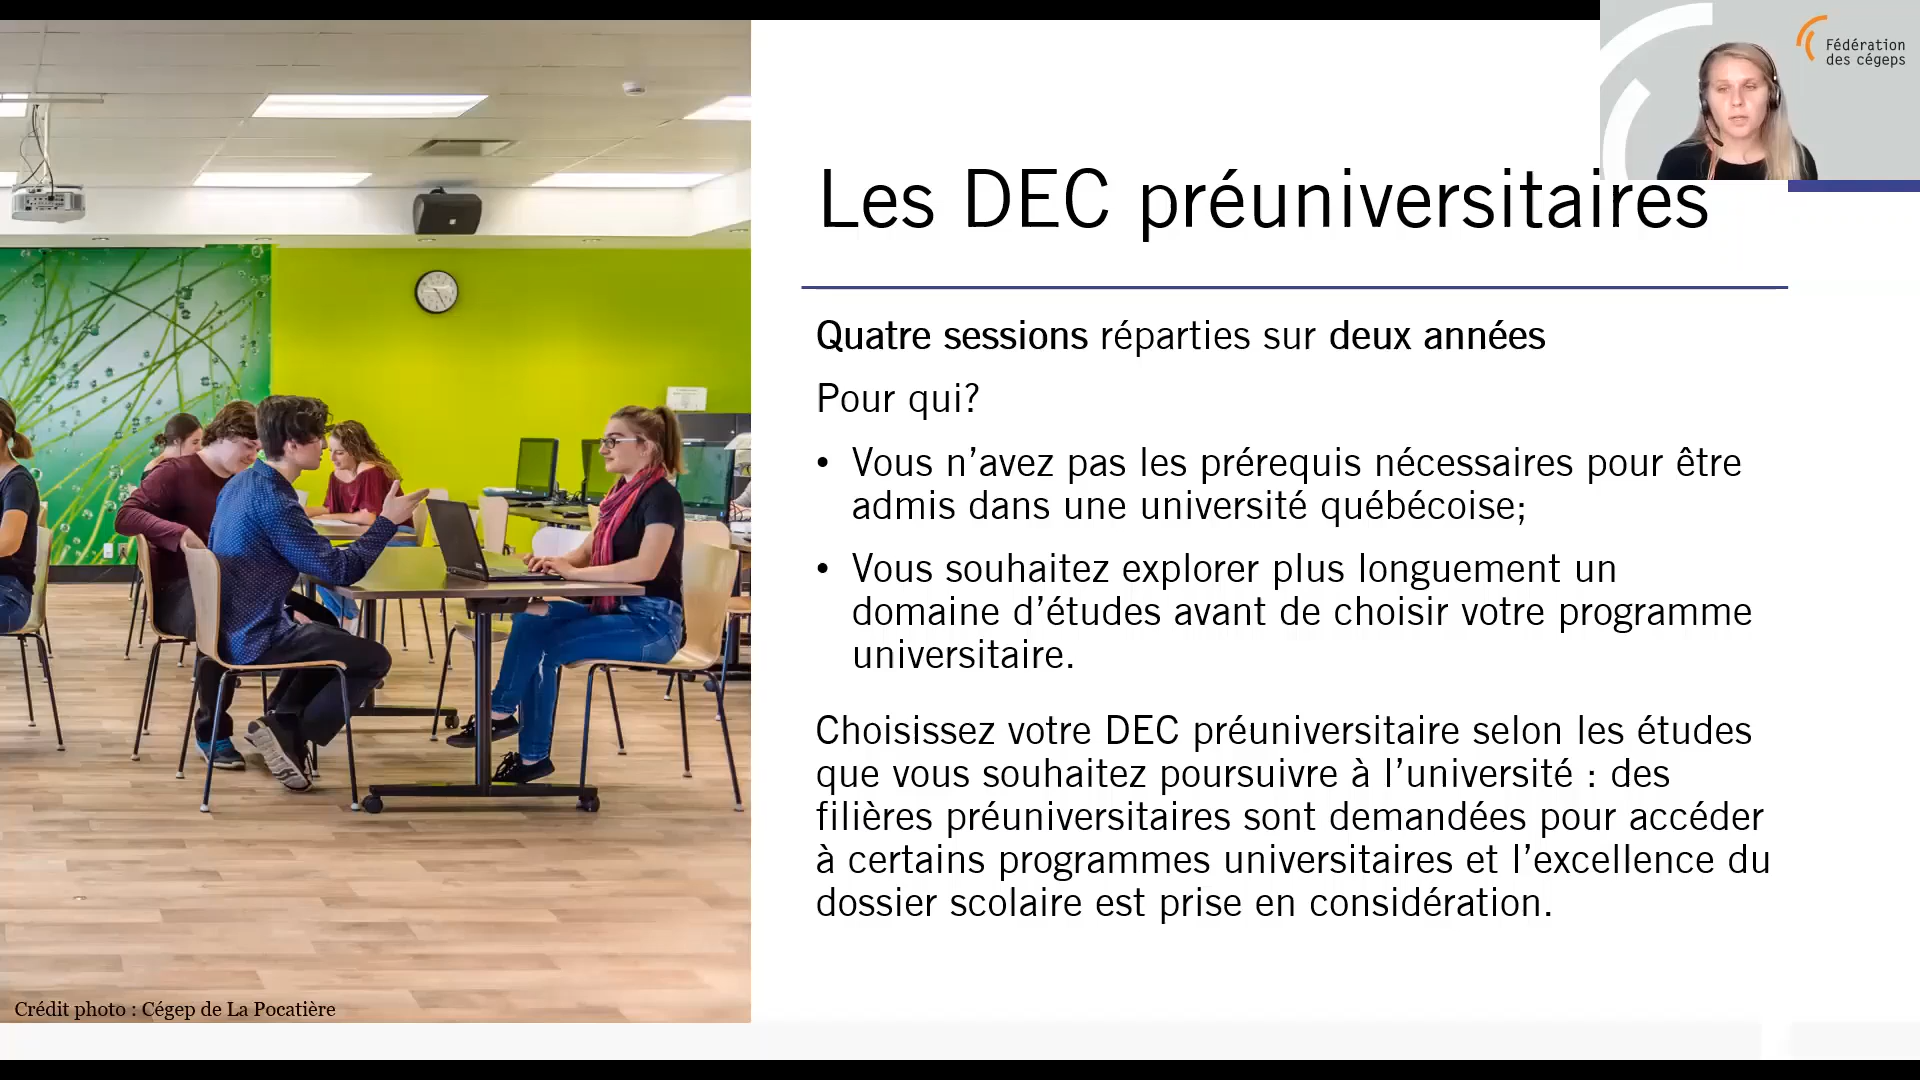 Fédération
des cégeps
Les DEC préuniversitaires
Quatre sessions réparties sur deux années
Pour qui?
• Vous n’avez pas les prérequis nécessaires pour être
admis dans une université québécoise;
• Vous souhaitez explorer plus longuement un
domaine d’études avant de choisir votre programme
universitaire.
Choisissez votre DEC préuniversitaire selon les études
que vous souhaitez poursuivre à l’université : des
filières préuniversitaires sont demandées pour accéder
à certains programmes universitaires et l’excellence du
dossier scolaire est prise en considération.
Crédit photo : Cégep de La Pocatière